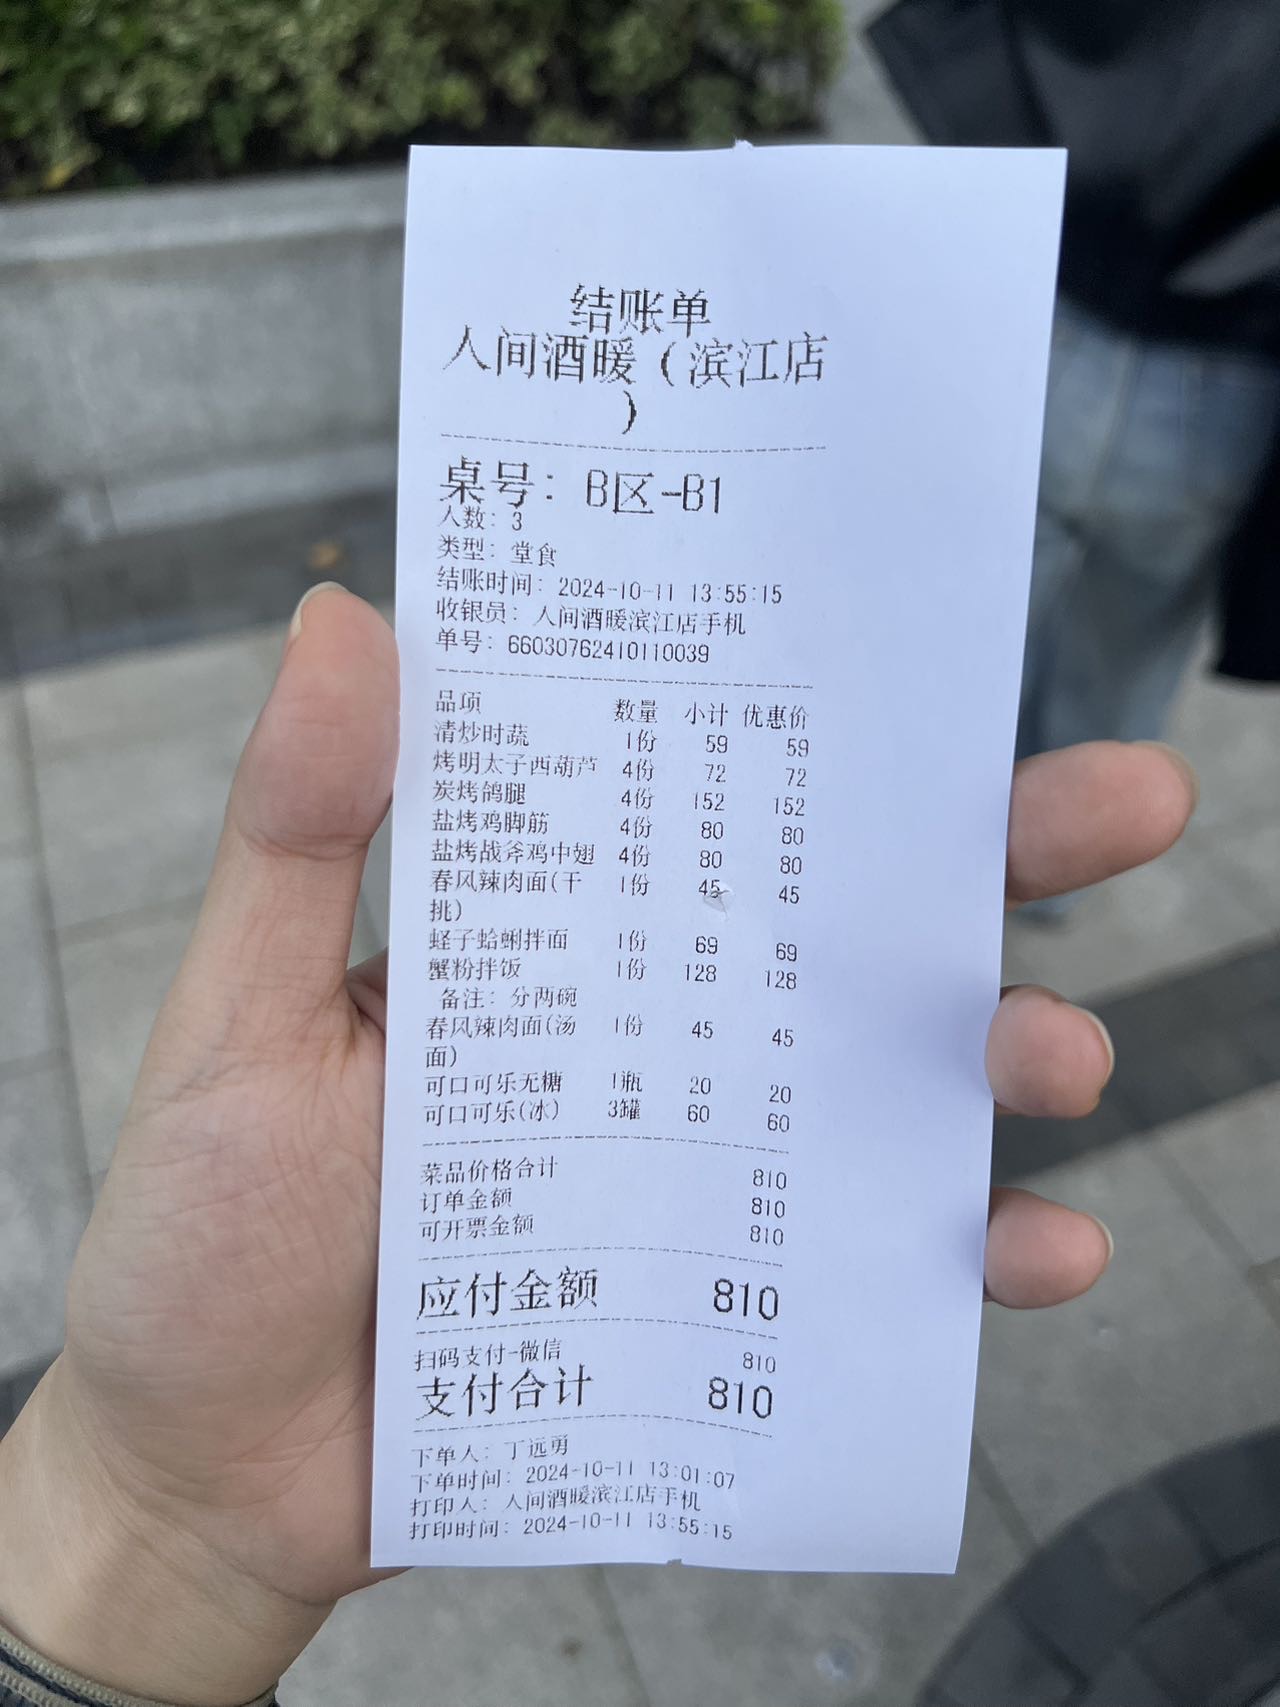 结账单
人间酒暖（滨江店
）
桌号：B区-B1
人数：3
类型：堂食
结账时间：2024-10-11 13:55:15
收银员：人间酒暖滨江店手机
单号：66030762410110039
品项 数量 小计 优惠价
清炒时蔬 1份 59 59
烤明太子西葫芦 4份 72 72
炭烤鸽腿 4份 152 152
盐烤鸡脚筋 4份 80 80
盐烤战斧鸡中翅 4份 80 80
春风辣肉面(干 1份 45 45
挑)
蛏子蛤蜊拌面 1份 69 69
蟹粉拌饭 1份 128 128
备注：分两碗
春风辣肉面(汤 1份 45 45
面)
可口可乐无糖 1瓶 20 20
可口可乐(冰) 3罐 60 60
菜品价格合计 810
订单金额 810
可开票金额 810
应付金额 810
扫码支付-微信 810
支付合计 810
下单人：丁远勇
下单时间：2024-10-11 13:01:07
打印人：人间酒暖滨江店手机
打印时间：2024-10-11 13:55:15